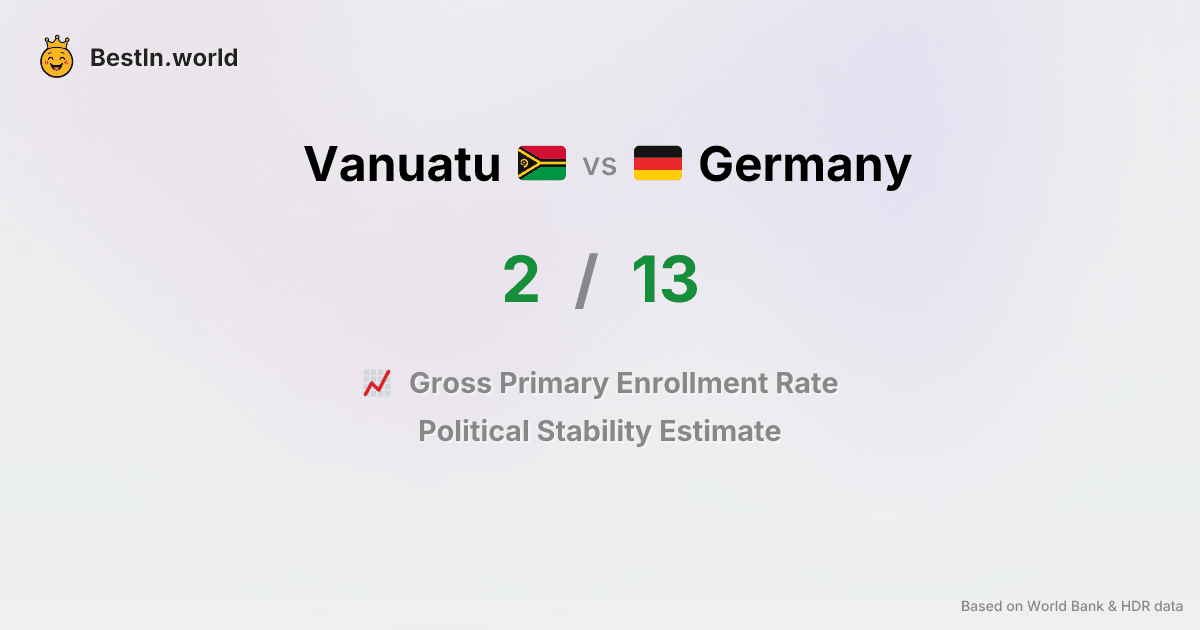 BestIn.world
Vanuatu vs Germany
2 / 13
Gross Primary Enrollment Rate
Political Stability Estimate
Based on World Bank & HDR data